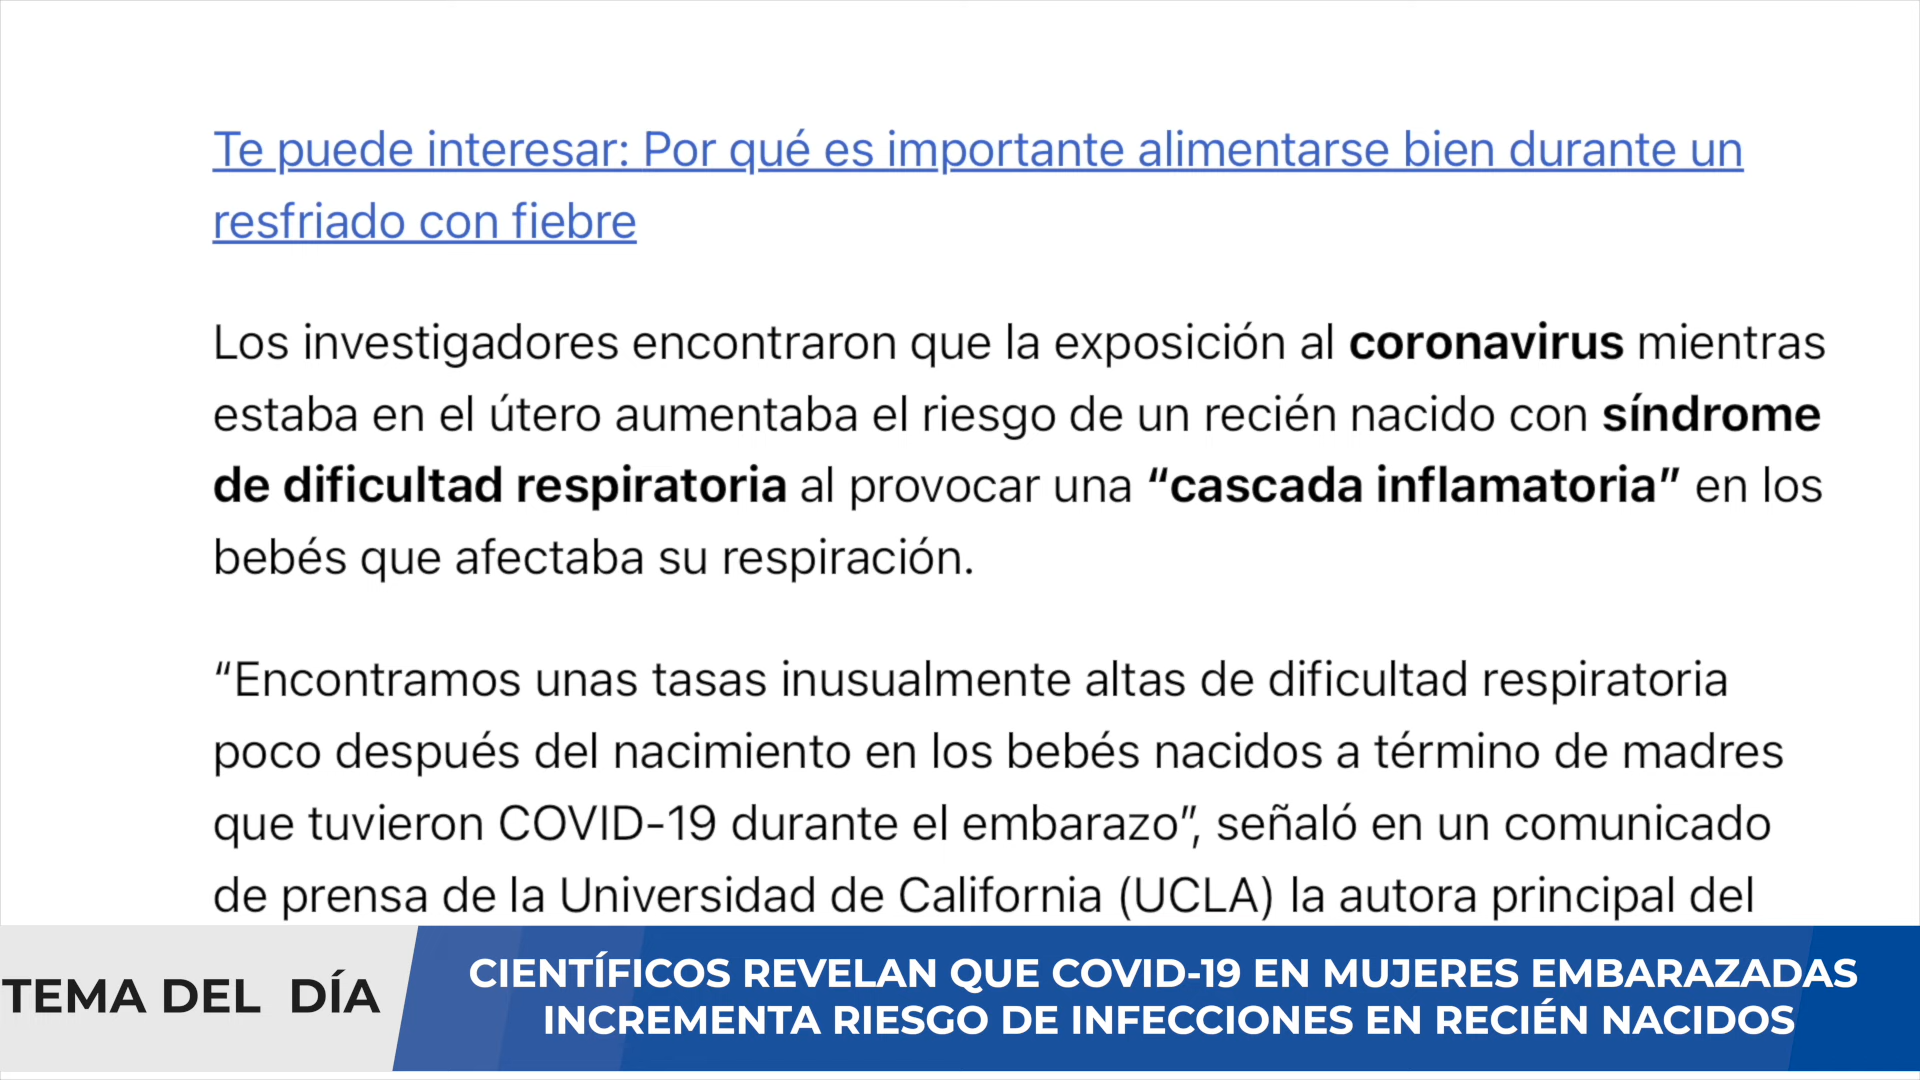 Te puede interesar: Por qué es importante alimentarse bien durante un
resfriado con fiebre
Los investigadores encontraron que la exposición al coronavirus mientras
estaba en el útero aumentaba el riesgo de un recién nacido con síndrome
de dificultad respiratoria al provocar una “cascada inflamatoria” en los
bebés que afectaba su respiración.
“Encontramos unas tasas inusualmente altas de dificultad respiratoria
poco después del nacimiento en los bebés nacidos a término de madres
que tuvieron COVID-19 durante el embarazo”, señaló en un comunicado
de prensa de la Universidad de California (UCLA) la autora principal del
TEMA DEL DÍA
CIENTÍFICOS REVELAN QUE COVID-19 EN MUJERES EMBARAZADAS
INCREMENTA RIESGO DE INFECCIONES EN RECIÉN NACIDOS